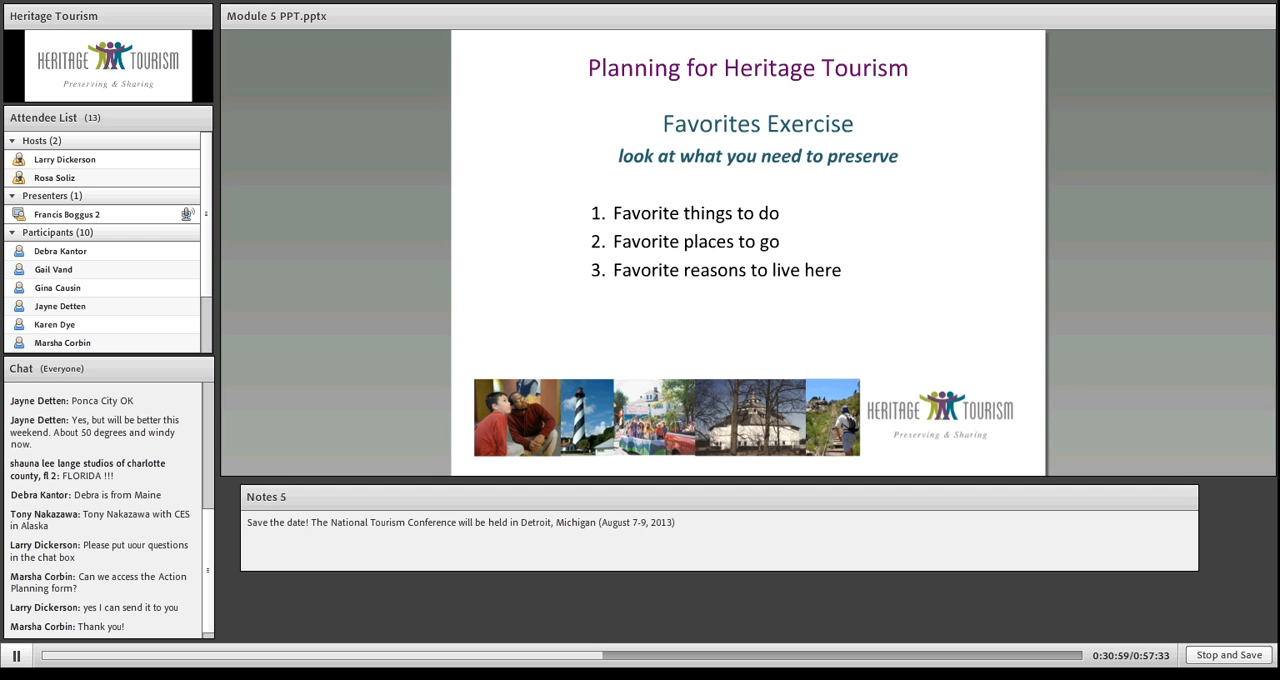 Heritage Tourism
HERITAGE TOURISM
Preserving & Sharing
Attendee List (13)
Hosts (2)
Larry Dickerson
Rosa Soliz
Presenters (1)
Francis Boggus 2
Participants (10)
Debra Kantor
Gail Vand
Gina Causin
Jayne Detten
Karen Dye
Marsha Corbin
Chat (Everyone)
Jayne Detten: Ponca City OK
Jayne Detten: Yes, but will be better this
weekend. About 50 degrees and windy
now.
shauna lee lange studios of charlotte
county, fl 2: FLORIDA !!!
Debra Kantor: Debra is from Maine
Tony Nakazawa: Tony Nakazawa with CES
in Alaska
Larry Dickerson: Please put uour questions
in the chat box
Marsha Corbin: Can we access the Action
Planning form?
Larry Dickerson: yes I can send it to you
Marsha Corbin: Thank you!
Module 5 PPT.pptx
Planning for Heritage Tourism
Favorites Exercise
look at what you need to preserve
1. Favorite things to do
2. Favorite places to go
3. Favorite reasons to live here
HERITAGE TOURISM
Preserving & Sharing
Notes 5
Save the date! The National Tourism Conference will be held in Detroit, Michigan (August 7-9, 2013)
0:30:59/0:57:33
Stop and Save